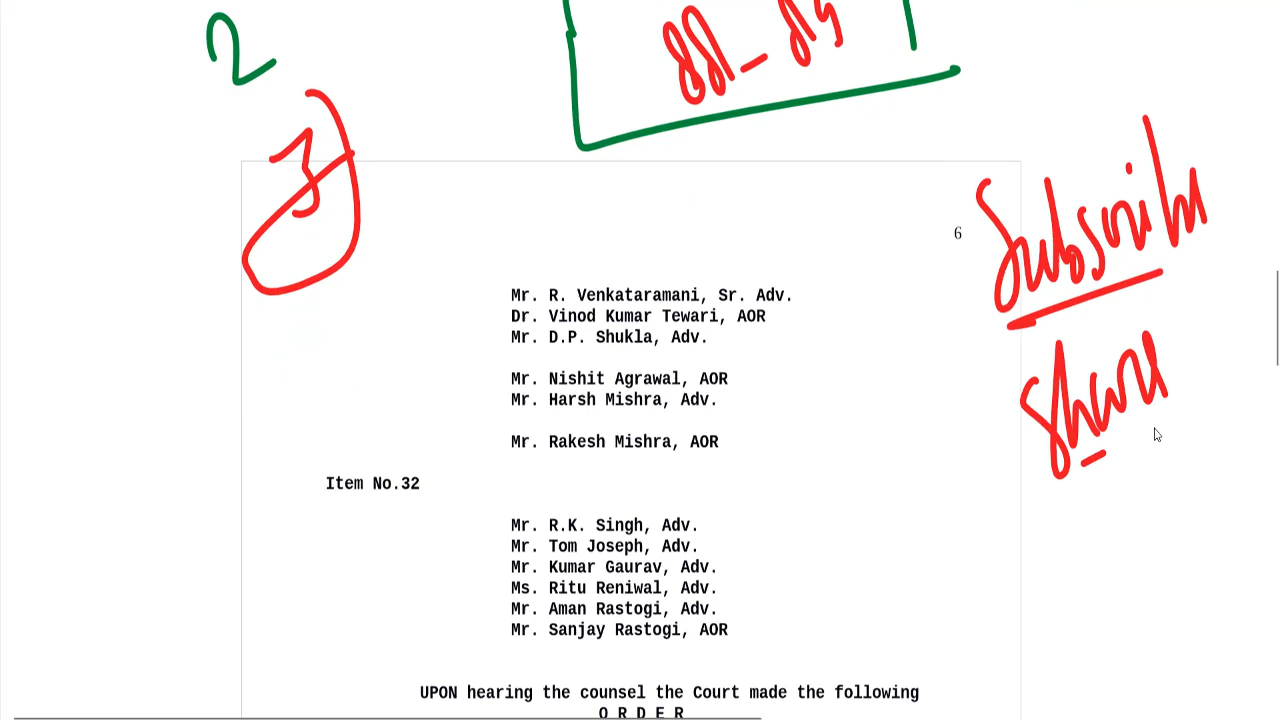 2
3
6
Subscribe
Share
Mr. R. Venkataramani, Sr. Adv.
Dr. Vinod Kumar Tewari, AOR
Mr. D.P. Shukla, Adv.
Mr. Nishit Agrawal, AOR
Mr. Harsh Mishra, Adv.
Mr. Rakesh Mishra, AOR
Item No.32
Mr. R.K. Singh, Adv.
Mr. Tom Joseph, Adv.
Mr. Kumar Gaurav, Adv.
Ms. Ritu Reniwal, Adv.
Mr. Aman Rastogi, Adv.
Mr. Sanjay Rastogi, AOR
UPON hearing the counsel the Court made the following
O R D E R